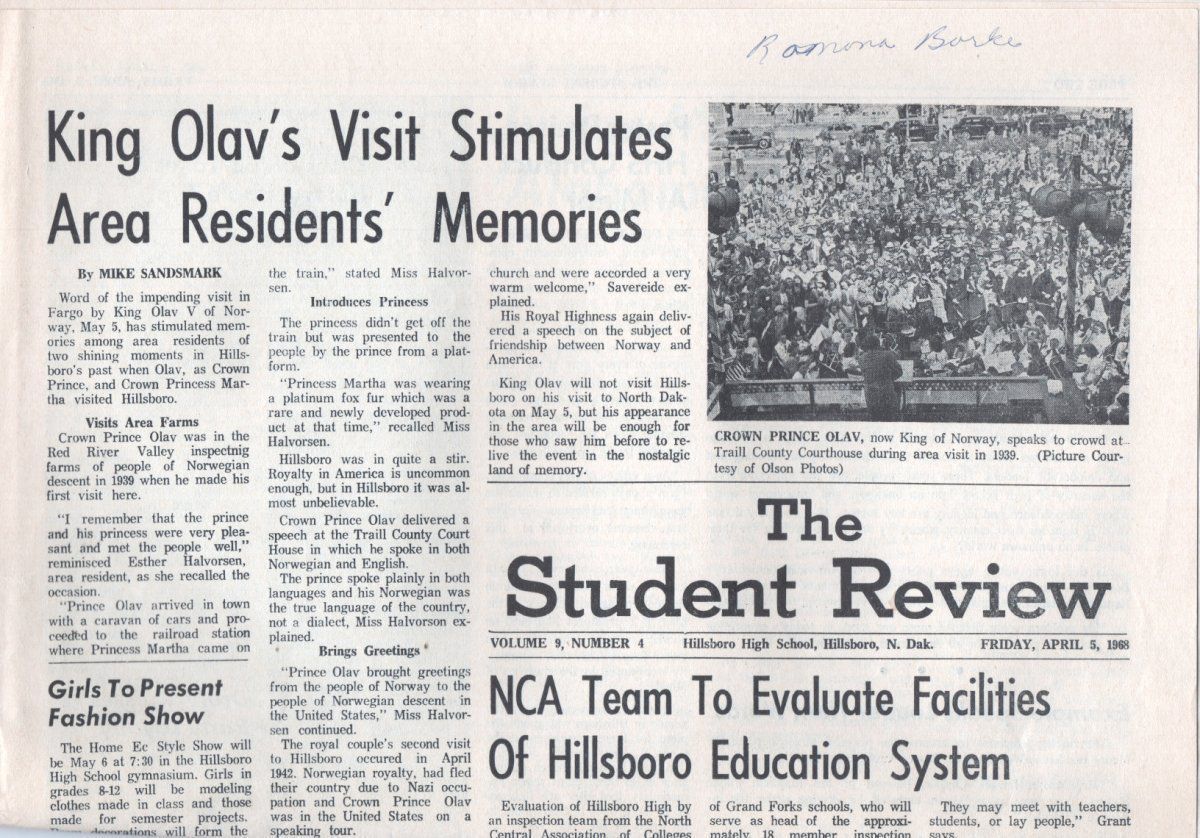 Ramona Borke
King Olav's Visit Stimulates
Area Residents' Memories
By MIKE SANDSMARK
Word of the impending visit in
Fargo by King Olav V of Nor-
way, May 5, has stimulated mem-
ories among area residents of
two shining moments in Hills-
boro's past when Olav, as Crown
Prince, and Crown Princess Mar-
tha visited Hillsboro.
Visits Area Farms
Crown Prince Olav was in the
Red River Valley inspectnig
farms of people of Norwegian
descent in 1939 when he made his
first visit here.
"I remember that the prince
and his princess were very plea-
sant and met the people well,"
reminisced Esther Halvorsen,
area resident, as she recalled the
occasion.
"Prince Olav arrived in town
with a caravan of cars and pro-
ceeded to the railroad station
where Princess Martha came on
the train," stated Miss Halvor-
sen.
Introduces Princess
The princess didn't get off the
train but was presented to the
people by the prince from a plat-
form.
"Princess Martha was wearing
a platinum fox fur which was a
rare and newly developed prod-
uct at that time," recalled Miss
Halvorsen.
Hillsboro was in quite a stir.
Royalty in America is uncommon
enough, but in Hillsboro it was al-
most unbelievable.
Crown Prince Olav delivered a
speech at the Traill County Court
House in which he spoke in both
Norwegian and English.
The prince spoke plainly in both
languages and his Norwegian was
the true language of the country,
not a dialect, Miss Halvorson ex-
plained.
Brings Greetings
"Prince Olav brought greetings
from the people of Norway to the
people of Norwegian descent in
the United States," Miss Halvor-
sen continued.
The royal couple's second visit
to Hillsboro occured in April
1942. Norwegian royalty, had fled
their country due to Nazi occu-
pation and Crown Prince Olav
was in the United States on a
speaking tour.
church and were accorded a very
warm welcome," Savereide ex-
plained.
His Royal Highness again deliv-
ered a speech on the subject of
friendship between Norway and
America.
King Olav will not visit Hills-
boro on his visit to North Dak-
ota on May 5, but his appearance
in the area will be enough for
those who saw him before to re-
live the event in the nostalgic
land of memory.
CROWN PRINCE OLAV, now King of Norway, speaks to crowd at
Traill County Courthouse during area visit in 1939. (Picture Cour-
tesy of Olson Photos)
The
Student Review
VOLUME 9, NUMBER 4 Hillsboro High School, Hillsboro, N. Dak. FRIDAY, APRIL 5, 1968
Girls To Present
Fashion Show
The Home Ec Style Show will
be May 6 at 7:30 in the Hillsboro
High School gymnasium. Girls in
grades 8-12 will be modeling
clothes made in class and those
made for semester projects.
decorations will form the
NCA Team To Evaluate Facilities
Of Hillsboro Education System
Evaluation of Hillsboro High by
an inspection team from the North
Central Association of Colleges
of Grand Forks schools, who will
serve as head of the approxi-
mately 18 member inspection
They may meet with teachers,
students, or lay people," Grant
says.